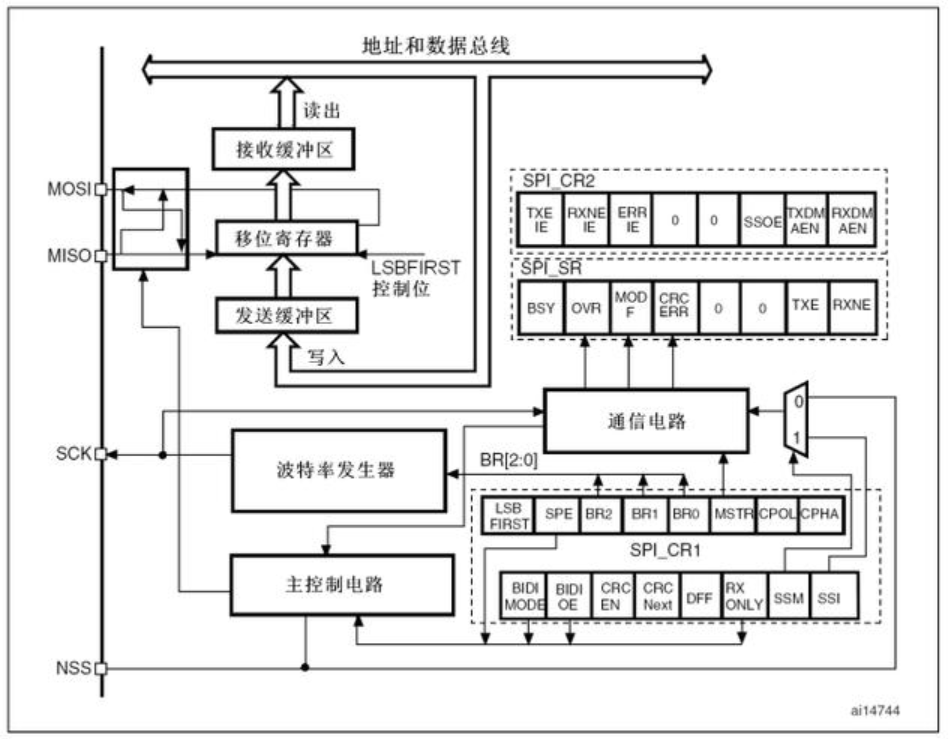 地址和数据总线
读出
接收缓冲区
MOSI
移位寄存器
MISO
LSBFIRST
控制位
发送缓冲区
写入
SPI_CR2
TXE
IE
RXNE
IE
ERR
IE
0
0
SSOE
TXDM
AEN
RXDM
AEN
SPI_SR
BSY
OVR
MOD
F
CRC
ERR
0
0
TXE
RXNE
通信电路
0
1
SCK
波特率发生器
BR[2:0]
LSB
FIRST
SPE
BR2
BR1
BR0
MSTR
CPOL
CPHA
SPI_CR1
主控制电路
BIDI
MODE
BIDI
OE
CRC
EN
CRC
Next
DFF
RX
ONLY
SSM
SSI
NSS
ai14744